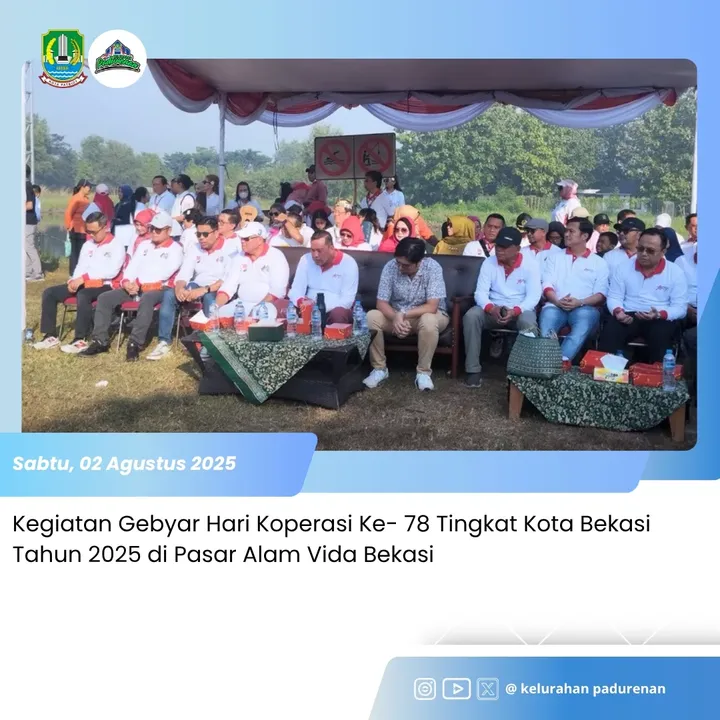 Sabtu, 02 Agustus 2025
Kegiatan Gebyar Hari Koperasi Ke- 78 Tingkat Kota Bekasi
Tahun 2025 di Pasar Alam Vida Bekasi
@ kelurahan padurenan